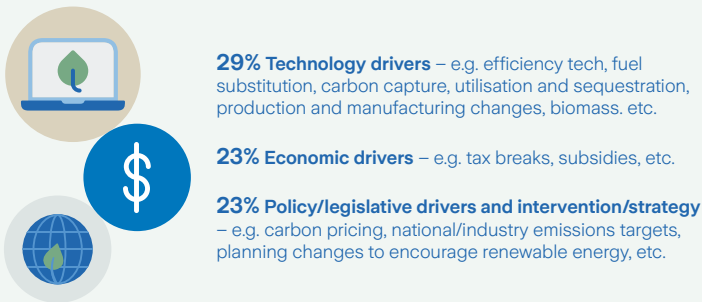 29% Technology drivers – e.g. efficiency tech, fuel
substitution, carbon capture, utilisation and sequestration,
production and manufacturing changes, biomass. etc.
23% Economic drivers – e.g. tax breaks, subsidies, etc.
23% Policy/legislative drivers and intervention/strategy
– e.g. carbon pricing, national/industry emissions targets,
planning changes to encourage renewable energy, etc.